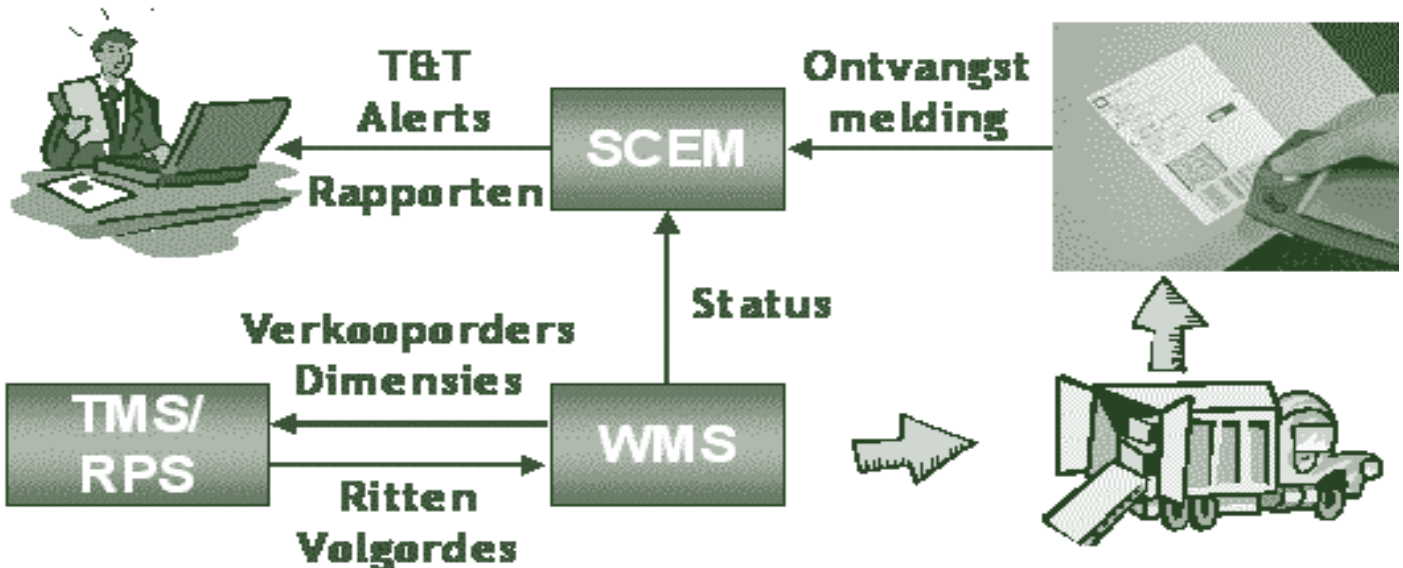 T&T
Alerts
Rapporten
SCEM
Ontvangst
melding
Status
Verkooporders
Dimensies
TMS/
RPS
WMS
Ritten
Volgordes